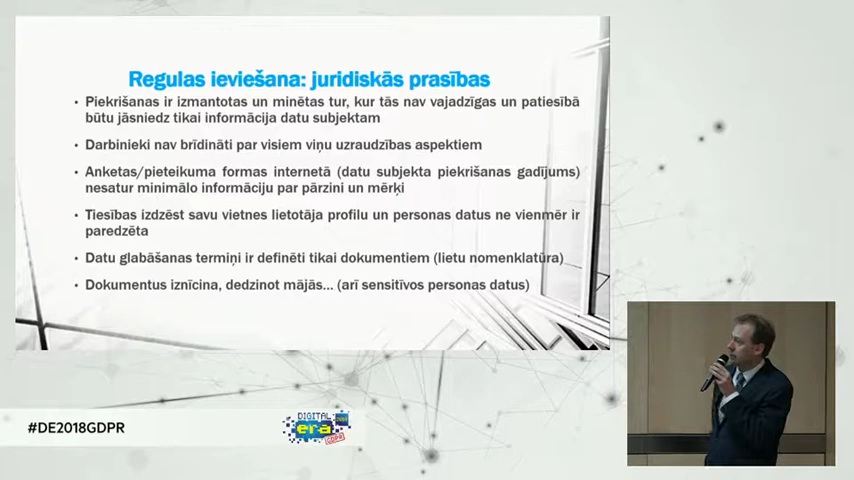 Regulas ieviešana: juridiskās prasības
• Piekrišanas ir izmantotas un minētas tur, kur tās nav vajadzīgas un patiesībā
būtu jāsniedz tikai informācija datu subjektam
• Darbinieki nav brīdināti par visiem viņu uzraudzības aspektiem
• Anketas/pieteikuma formas internetā (datu subjekta piekrišanas gadījums)
nesatur minimālo informāciju par pārzini un mērķi
• Tiesības izdzēst savu vietnes lietotāja profilu un personas datus ne vienmēr ir
paredzēta
• Datu glabāšanas termiņi ir definēti tikai dokumentiem (lietu nomenklatūra)
• Dokumentus iznīcina, dedzinot mājās... (arī sensitīvos personas datus)
#DE2018GDPR
DIGITAL
era
GDPR